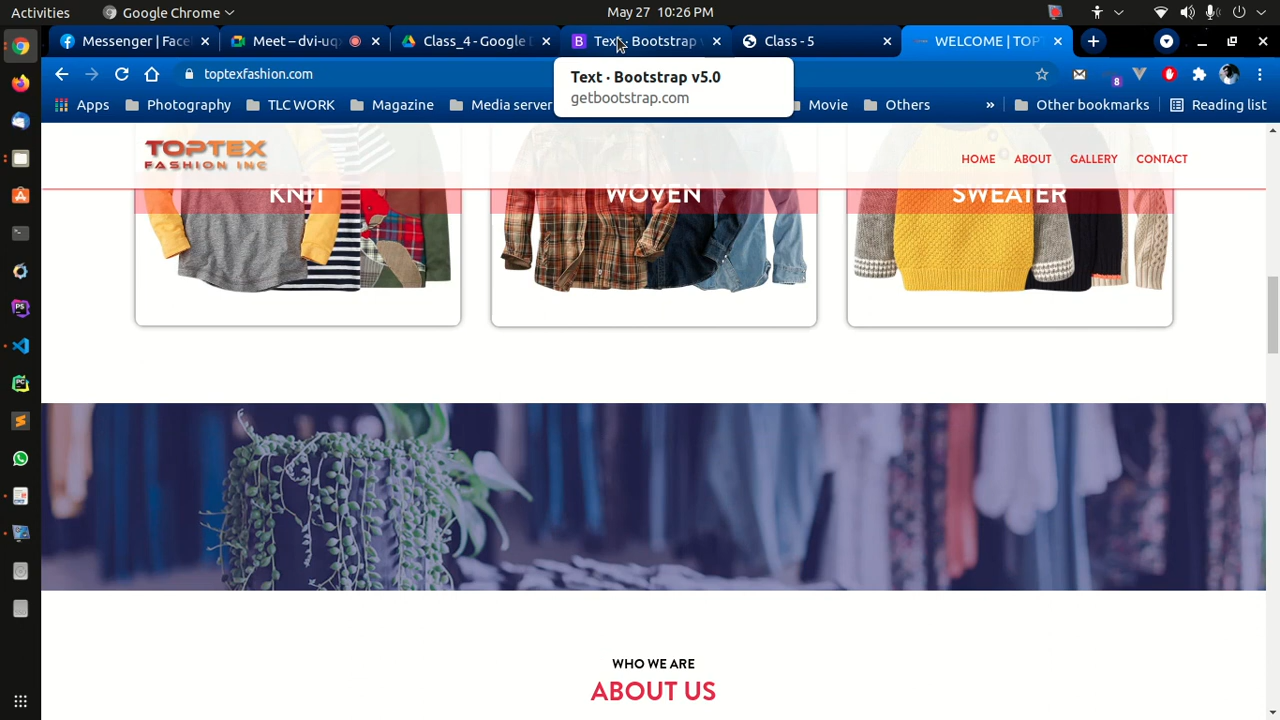 Activities
Google Chrome
May 27 10:26 PM
Messenger | Fac
Meet – dvi-uq
Class_4 - Google
Text · Bootstrap v
Class - 5
WELCOME | TOP
toptexfashion.com
8
Text · Bootstrap v5.0
getbootstrap.com
Apps
Photography
TLC WORK
Magazine
Media server
Movie
Others
»
Other bookmarks
Reading list
TOPTEX
FASHION INC
HOME
ABOUT
GALLERY
CONTACT
KNIT
WOVEN
SWEATER
WHO WE ARE
ABOUT US